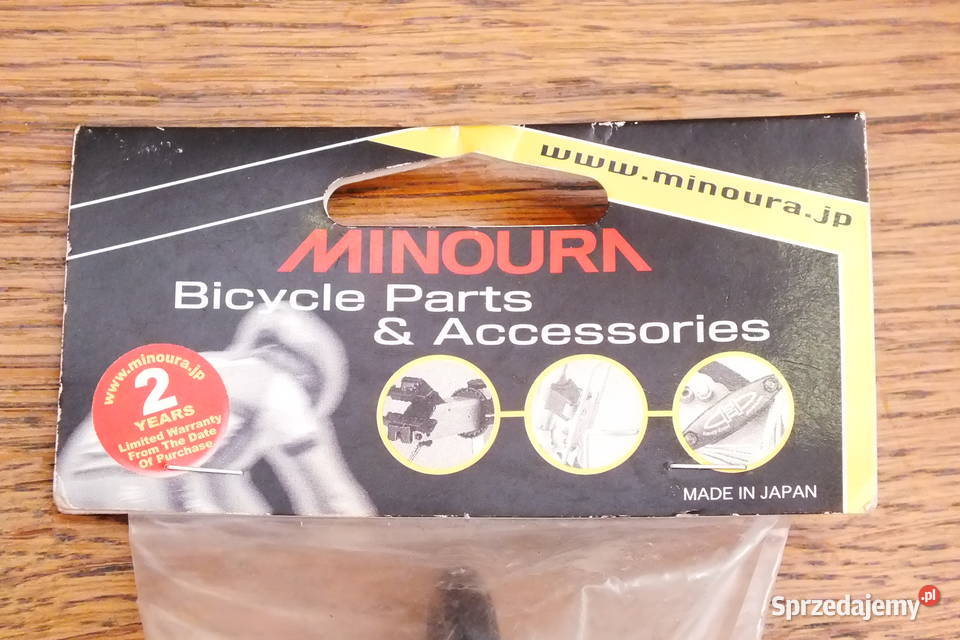 www.minoura.jp
MINOURA
Bicycle Parts
& Accessories
www.minoura.jp
2
YEARS
Limited Warranty
From The Date
Of Purchase
MADE IN JAPAN
Sprzedajemy.pl